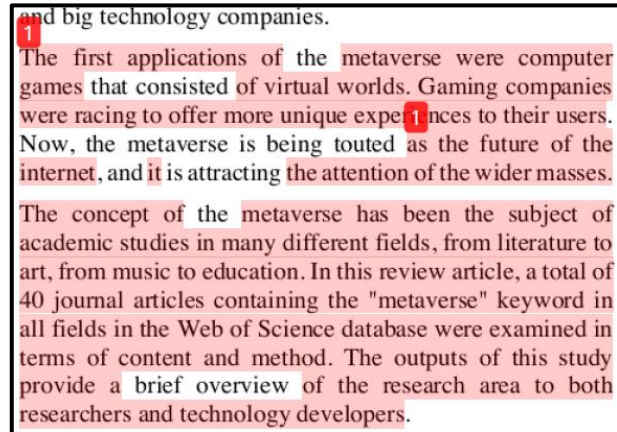 and big technology companies.
1
The first applications of the metaverse were computer
games that consisted of virtual worlds. Gaming companies
were racing to offer more unique experiences to their users.
1
Now, the metaverse is being touted as the future of the
internet, and it is attracting the attention of the wider masses.
The concept of the metaverse has been the subject of
academic studies in many different fields, from literature to
art, from music to education. In this review article, a total of
40 journal articles containing the "metaverse" keyword in
all fields in the Web of Science database were examined in
terms of content and method. The outputs of this study
provide a brief overview of the research area to both
researchers and technology developers.